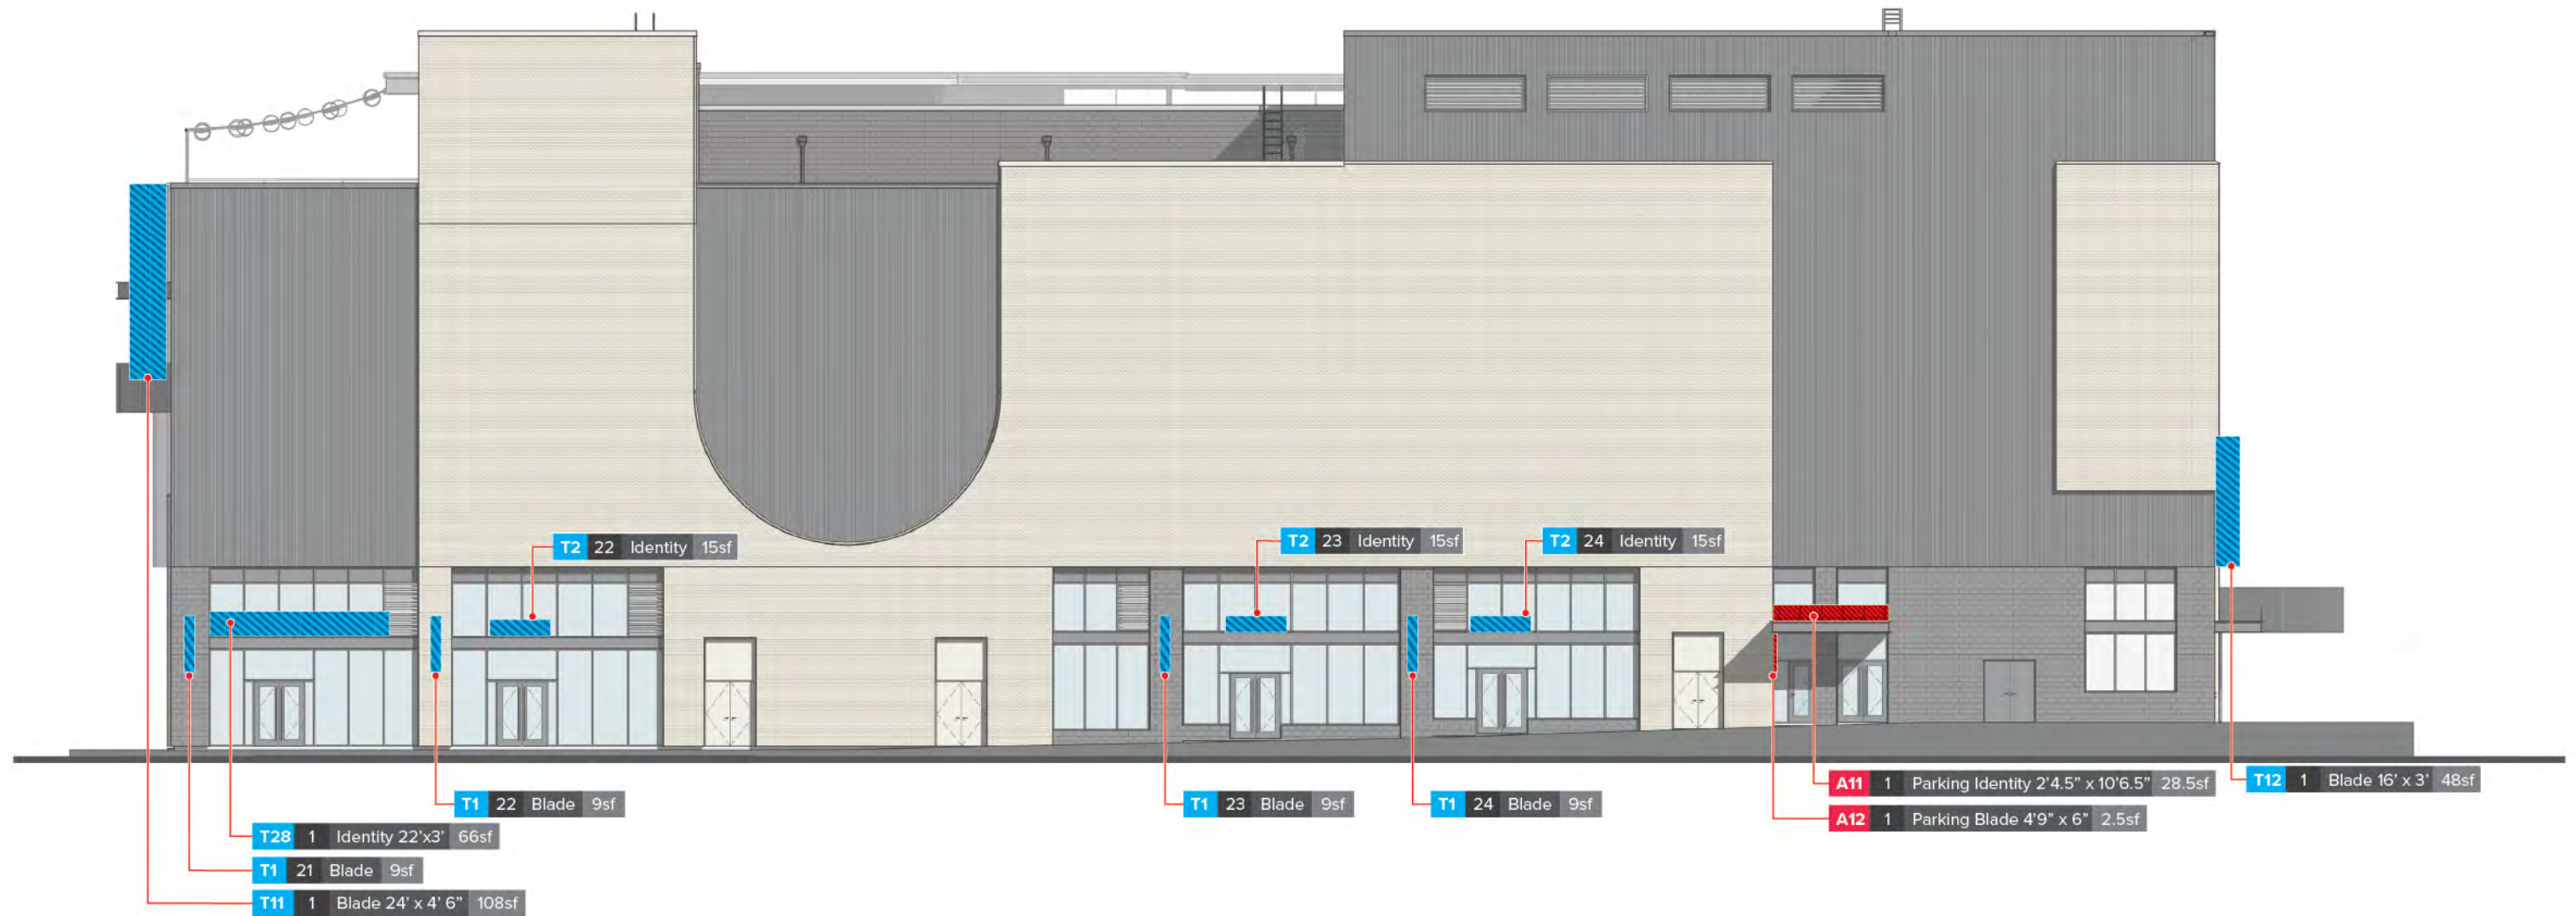 T2 22 Identity 15sf
T2 23 Identity 15sf
T2 24 Identity 15sf
T1 22 Blade 9sf
T1 23 Blade 9sf
T1 24 Blade 9sf
A11 1 Parking Identity 2'4.5" x 10'6.5" 28.5sf
T12 1 Blade 16' x 3' 48sf
A12 1 Parking Blade 4'9" x 6" 2.5sf
T28 1 Identity 22'x3' 66sf
T1 21 Blade 9sf
T11 1 Blade 24' x 4' 6" 108sf